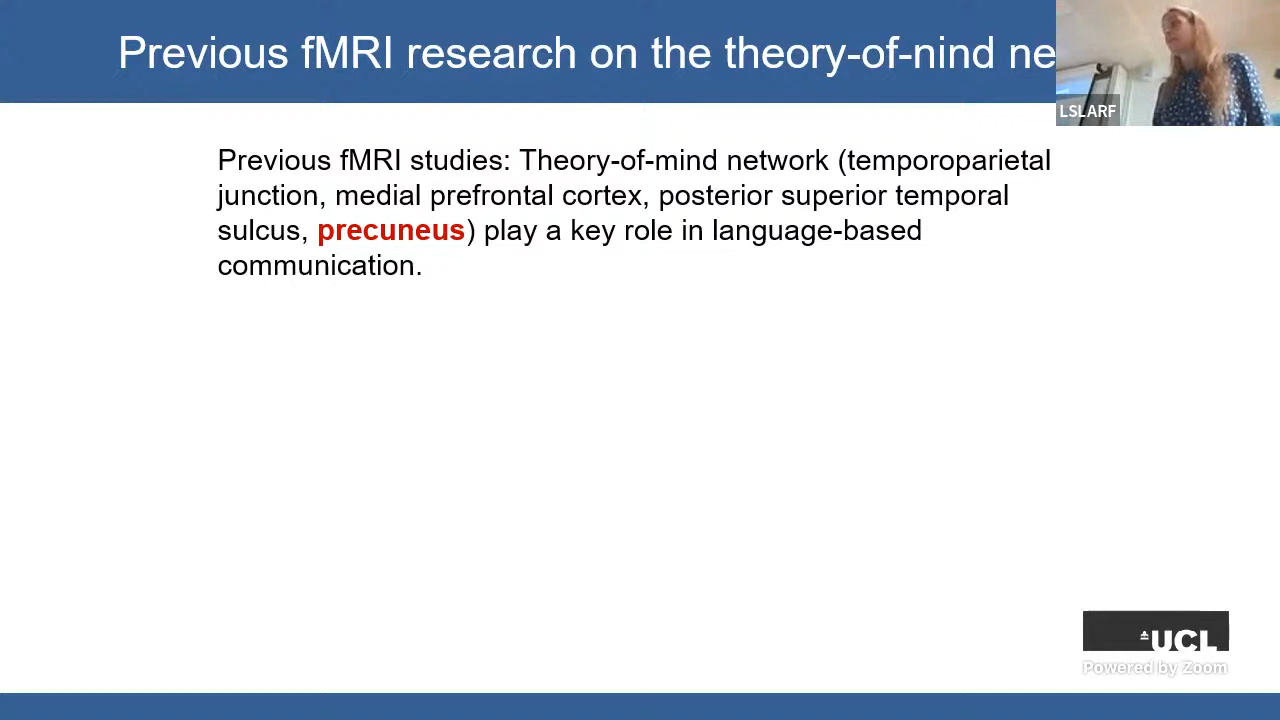 Previous fMRI research on the theory-of-nind ne
LSLARF
Previous fMRI studies: Theory-of-mind network (temporoparietal
junction, medial prefrontal cortex, posterior superior temporal
sulcus, precuneus) play a key role in language-based
communication.
UCL
Powered by Zoom